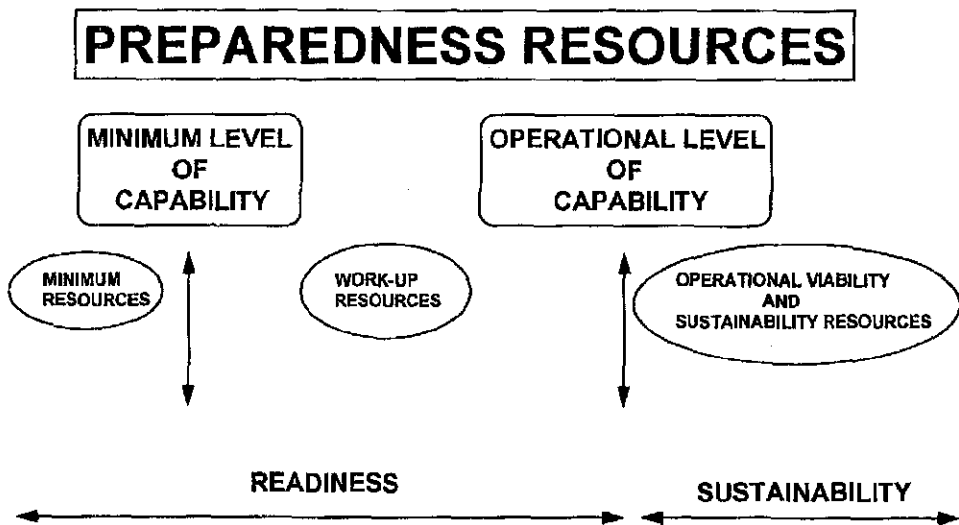 PREPAREDNESS RESOURCES
MINIMUM LEVEL
OF
CAPABILITY
OPERATIONAL LEVEL
OF
CAPABILITY
MINIMUM
RESOURCES
WORK-UP
RESOURCES
OPERATIONAL VIABILITY
AND
SUSTAINABILITY RESOURCES
READINESS
SUSTAINABILITY